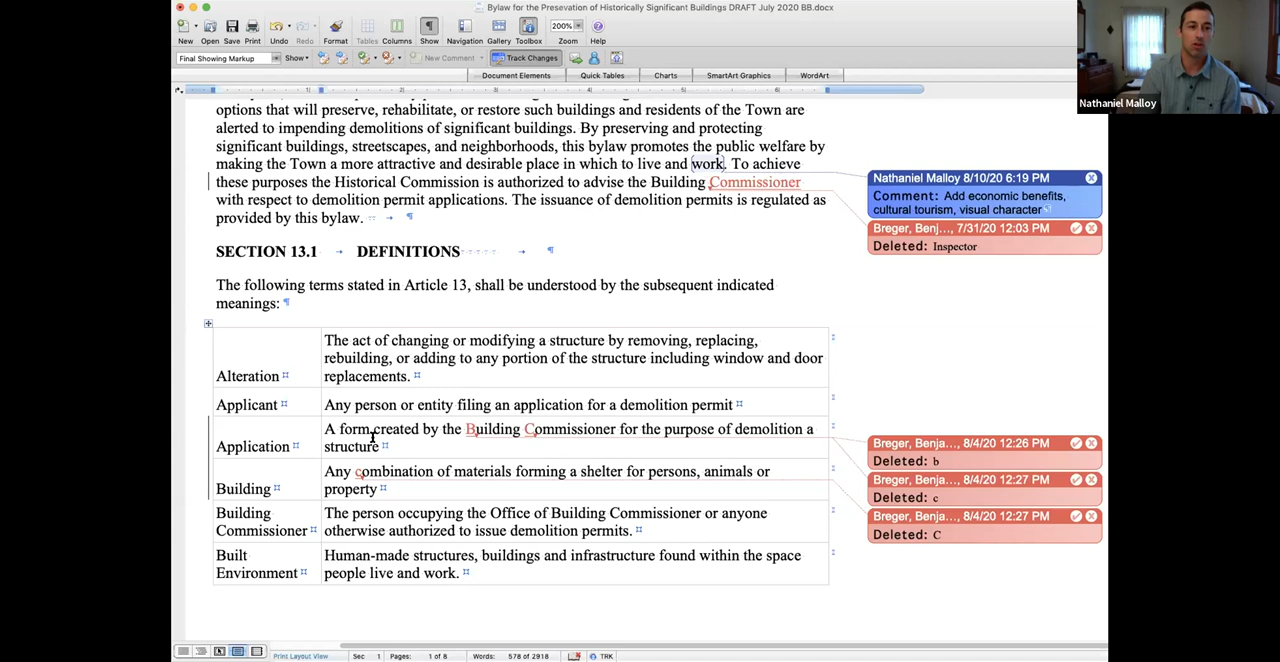 Bylaw for the Presevation of Historically Significant Buildings DRAFT July 2020 BB.docx
New Open Save Print Undo Redo Format Tables Columns Show Navigation Gallery Toolbox Zoom Help
200%
Final Showing Markup Show New Comment Track Changes
Document Elements Quick Tables Charts SmartArt Graphics WordArt
Nathaniel Malloy
options that will preserve, rehabilitite, or restore such buildings and residents of the Town are
alerted to impending demolitions of significant buildings. By preserving and protecting
significant buildings, streetscapes, and neighborhoods, this bylaw promotes the public welfare by
making the Town a more attractive and desirable place in which to live and work. To achieve
these purposes the Historical Commission is authorized to advise the Building Commissioner
with respect to demolition permit applications. The issuance of demolition permits is regulated as
provided by this bylaw.
Nathaniel Malloy 8/10/20 6:19 PM
Comment: Add economic benefits,
cultural tourism, visual character
Breger, Benj..., 7/31/20 12:03 PM
Deleted: Inspector
SECTION 13.1 DEFINITIONS
The following terms stated in Article 13, shall be understood by the subsequent indicated
meanings:
Alteration
The act of changing or modifying a structure by removing, replacing,
rebuilding, or adding to any portion of the structure including window and door
replacements.
Applicant
Any person or entity filing an application for a demolition permit
Application
A form created by the Building Commissioner for the purpose of demolition a
structure
Building
Any combination of materials forming a shelter for persons, animals or
property
Building
Commissioner
The person occupying the Office of Building Commissioner or anyone
otherwise authorized to issue demolition permits.
Built
Environment
Human-made structures, buildings and infrastructure found within the space
people live and work.
Breger, Benja..., 8/4/20 12:26 PM
Deleted: b
Breger, Benja..., 8/4/20 12:27 PM
Deleted: c
Breger, Benja..., 8/4/20 12:27 PM
Deleted: C
Print Layout View Sec 1 Pages: 1 of 8 Words: 578 of 2918 TRK